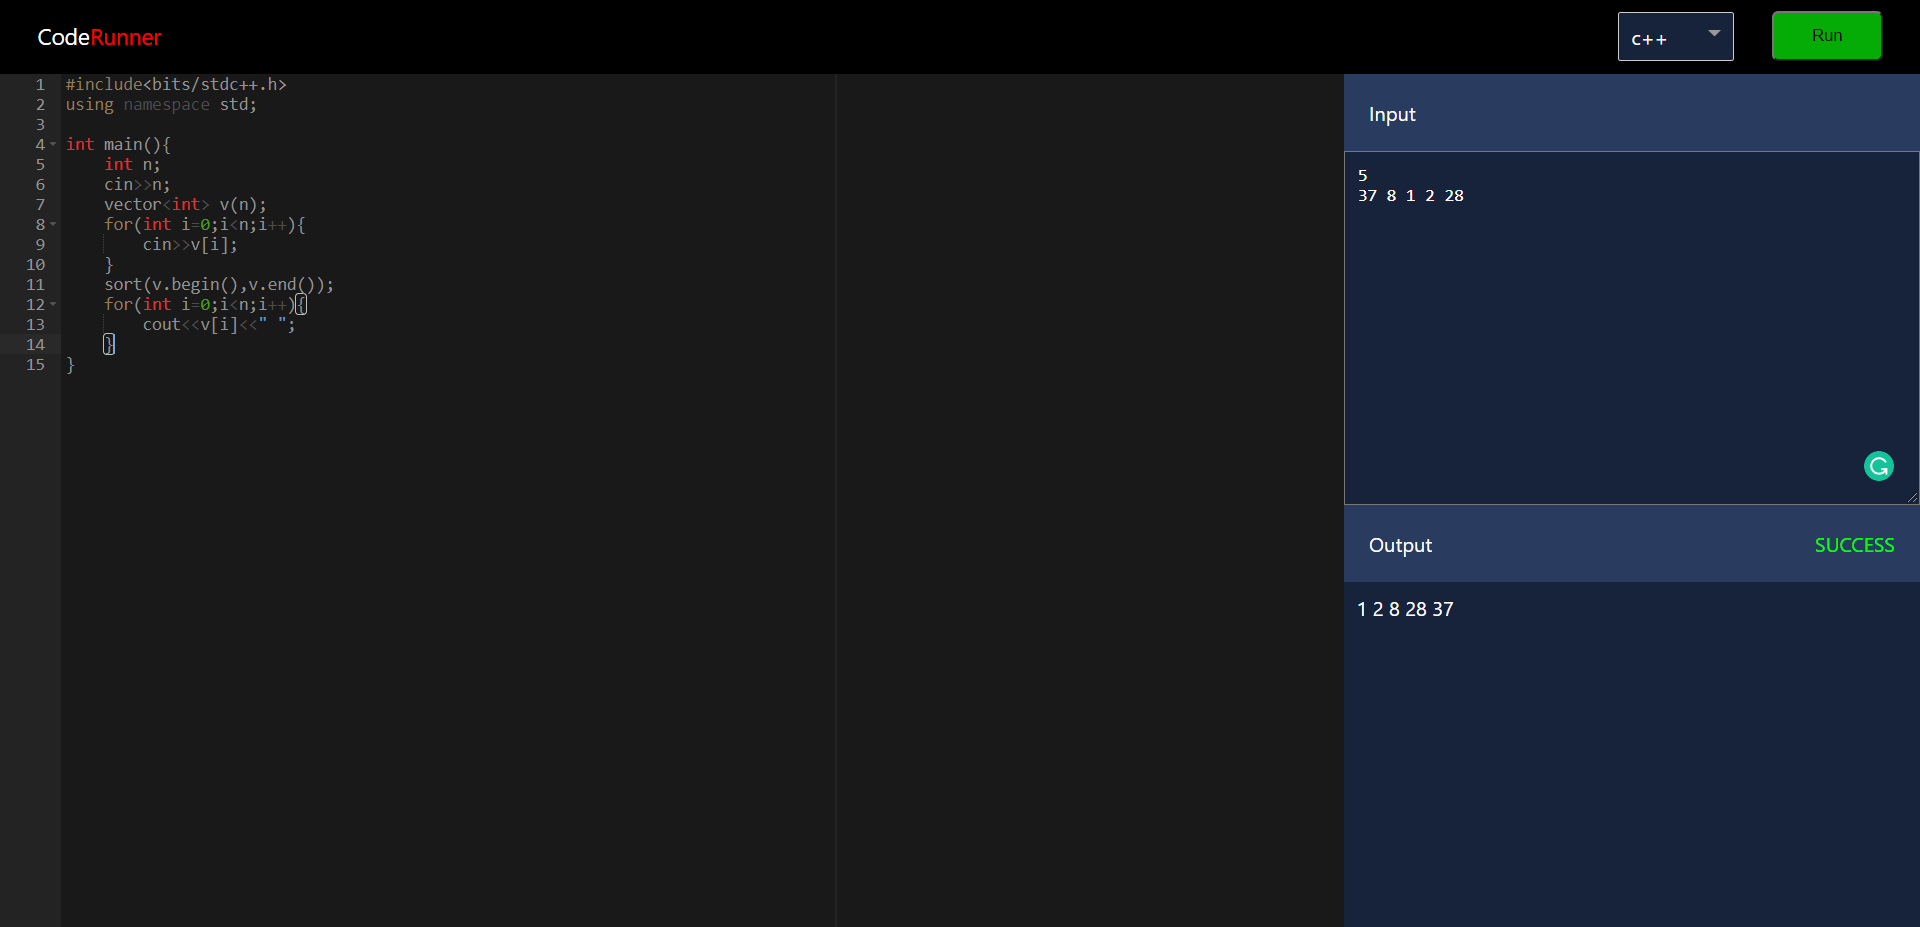 CodeRunner
c++
Run
1 #include<bits/stdc++.h>
2 using namespace std;
3
4 int main(){
5     int n;
6     cin>>n;
7     vector<int> v(n);
8     for(int i=0;i<n;i++){
9         cin>>v[i];
10     }
11     sort(v.begin(),v.end());
12     for(int i=0;i<n;i++){
13         cout<<v[i]<<" ";
14     }
15 }
Input
5
37 8 1 2 28
Output SUCCESS
1 2 8 28 37